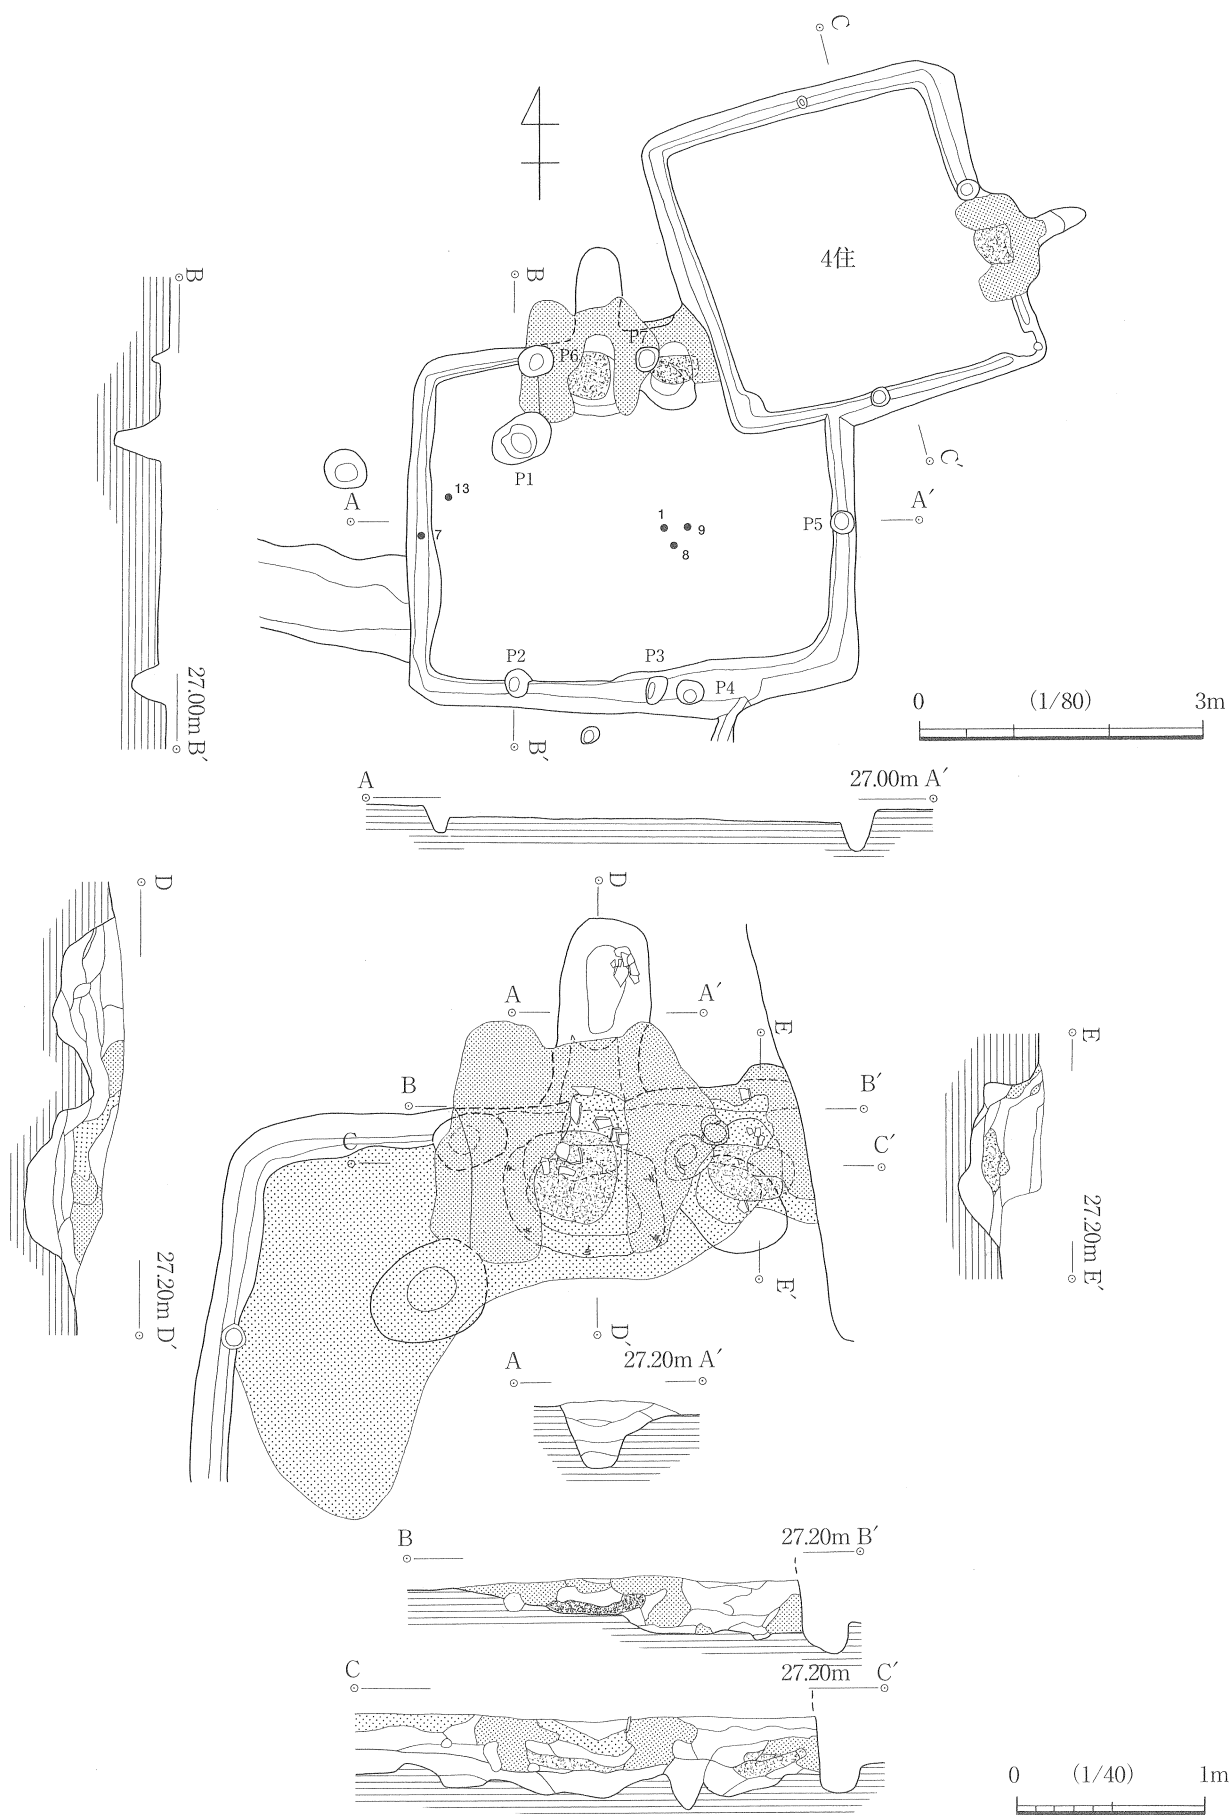 C
4住
B
B
P7
P6
P1
A
13
7
1
9
8
P5
A′
C′
P2
P3
P4
B′
27.00m B′
0 (1/80) 3m
A 27.00m A′
D
D
A A′
E
E
B B′
C C′
27.20m D′
27.20m E′
E′
D′
A 27.20m A′
B 27.20m B′
C 27.20m C′
0 (1/40) 1m